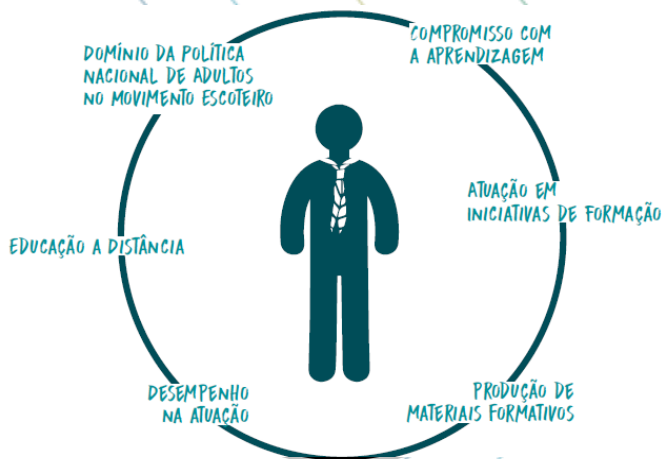 COMPROMISSO COM
A APRENDIZAGEM
DOMÍNIO DA POLÍTICA
NACIONAL DE ADULTOS
NO MOVIMENTO ESCOTEIRO
ATUAÇÃO EM
INICIATIVAS DE FORMAÇÃO
EDUCAÇÃO A DISTÂNCIA
DESEMPENHO
NA ATUAÇÃO
PRODUÇÃO DE
MATERIAIS FORMATIVOS